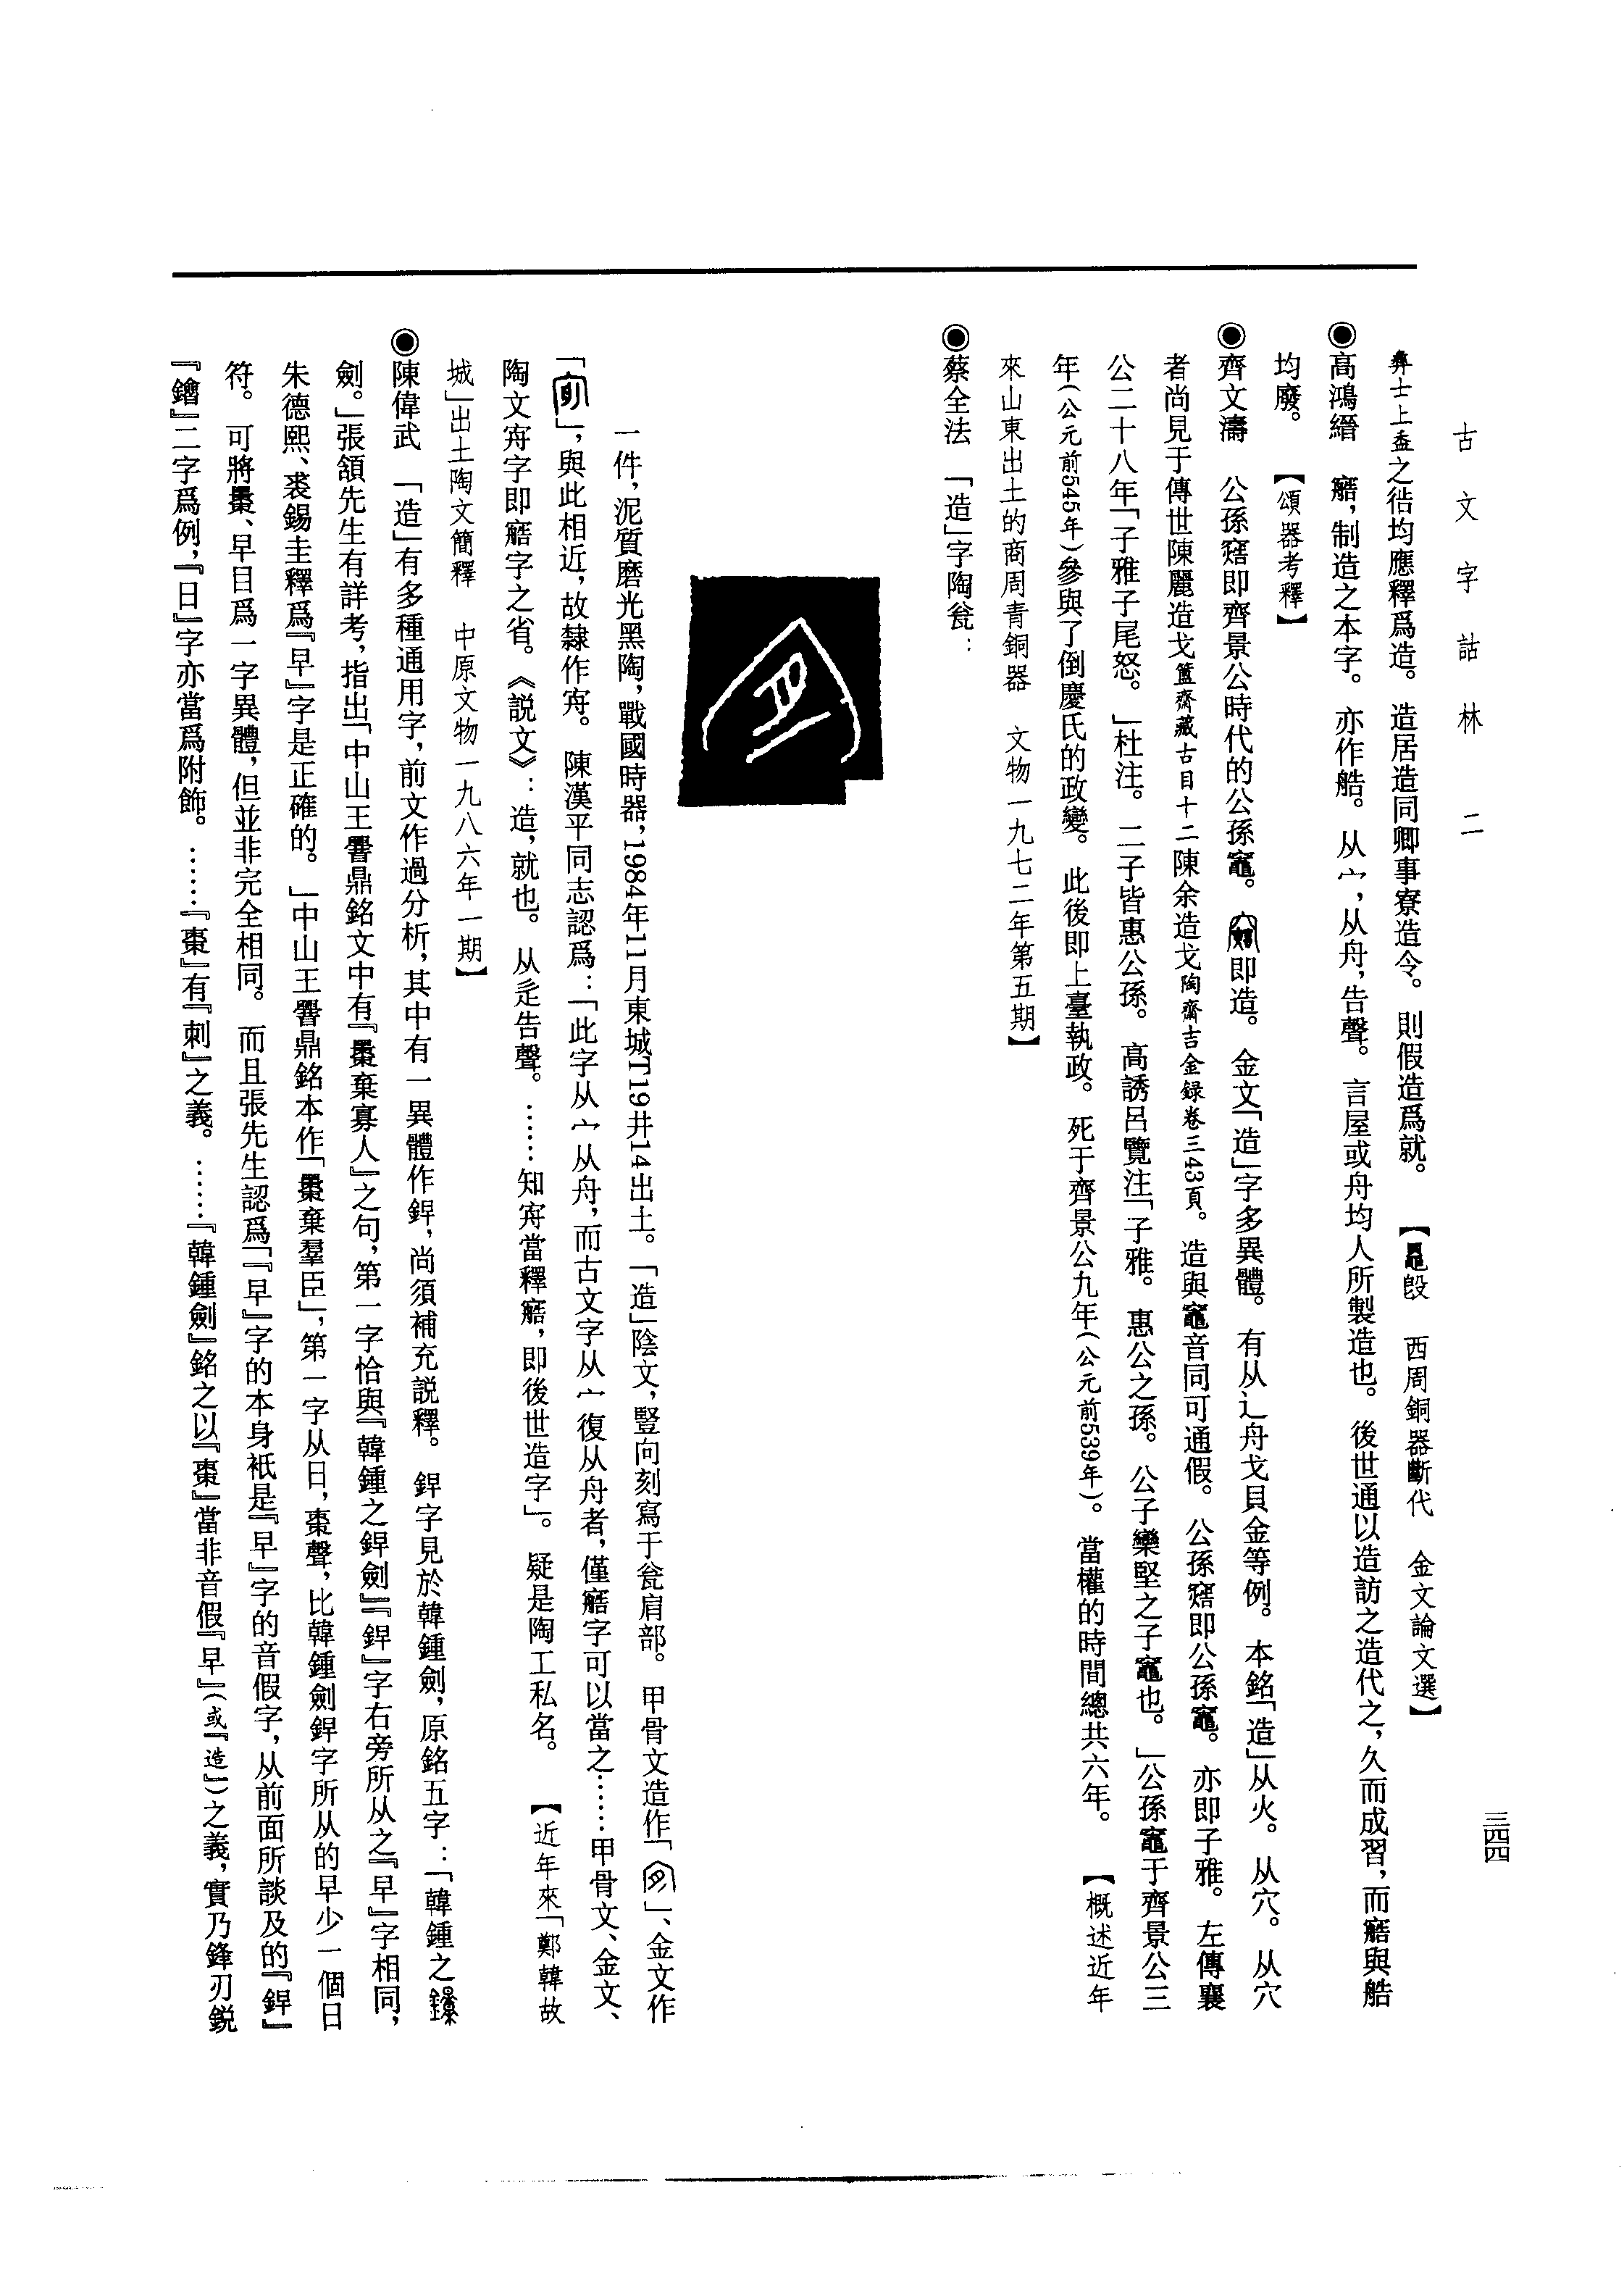 古文字詁林 二
三四四
士上盉之𦎫均應釋爲造。造居造同卿事寮造令。則假造爲就。 【𣪘 西周銅器斷代 金文論文選】
◉高鴻縉 𡨦,制造之本字。亦作艁。从宀,从舟,告聲。言屋或舟均人所製造也。後世通以造訪之造代之,久而成習,而𡨦與艁
均廢。 【頌器考釋】
◉齊文濤 公孫即齊景公時代的公孫竈。即造。金文「造」字多異體。有从辶舟戈貝金等例。本銘「造」从火。从穴。从穴
者尚見于傳世陳麗造戈簠齋藏古目十二陳余造戈陶齋吉金録卷三43頁。造與竈音同可通假。公孫即公孫竈。亦即子雅。左傳襄
公二十八年「子雅子尾怒。」杜注。二子皆惠公孫。高誘呂覽注「子雅。惠公之孫。公子欒堅之子竈也。」公孫竈于齊景公三
年(公元前545年)參與了倒慶氏的政變。此後即上臺執政。死于齊景公九年(公元前539年)。當權的時間總共六年。 【概述近年
來山東出土的商周青銅器 文物一九七二年第五期】
◉蔡全法 「造」字陶瓮:
一件,泥質磨光黑陶,戰國時器,1984年11月東城T19井14出土。「造」陰文,豎向刻寫于瓮肩部。甲骨文造作「」、金文作
「」,與此相近,故隸作㝌。陳漢平同志認爲:「此字从宀从舟,而古文字从宀復从舟者,僅𡨦字可以當之……甲骨文、金文、
陶文㝌字即𡨦字之省。《説文》:造,就也。从辵告聲。……知㝌當釋𡨦,即後世造字」。疑是陶工私名。 【近年來「鄭韓故
城」出土陶文簡釋 中原文物一九八六年一期】
◉陳偉武 「造」有多種通用字,前文作過分析,其中有一異體作銲,尚須補充説釋。銲字見於韓鍾劍,原銘五字:「韓鍾之
劍。」張頷先生有詳考,指出「中山王鼎銘文中有『棄寡人』之句,第一字恰與『韓鍾之銲劍』『銲』字右旁所从之『早』字相同,
朱德熙、裘錫圭釋爲『早』字是正確的。」中山王鼎銘本作「棄羣臣」,第一字从日,棗聲,比韓鍾劍銲字所从的早少一個日
符。可將、早目爲一字異體,但並非完全相同。而且張先生認爲「『早』字的本身衹是『早』字的音假字,从前面所談及的『銲』
『鐕』二字爲例,『日』字亦當爲附飾。……『棗』有『刺』之義。……『韓鍾劍』銘之以『棗』當非音假『早』(或『造』)之義,實乃鋒刃鋭